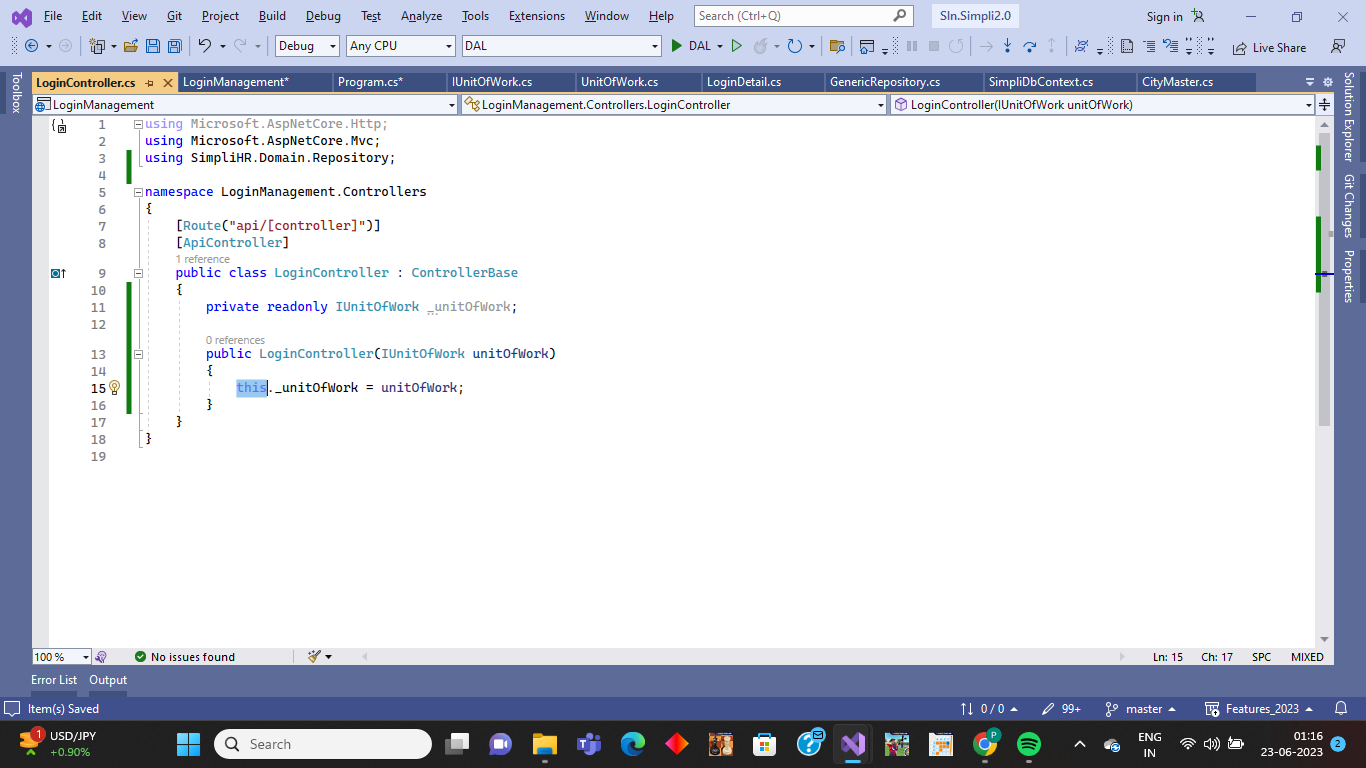 File Edit View Git Project Build Debug Test Analyze Tools Extensions Window Help Search (Ctrl+Q) Sln.Simpli2.0 Sign in
Debug Any CPU DAL DAL Live Share
LoginController.cs LoginManagement* Program.cs* IUnitOfWork.cs UnitOfWork.cs LoginDetail.cs GenericRepository.cs SimpliDbContext.cs CityMaster.cs
LoginManagement LoginManagement.Controllers.LoginController LoginController(IUnitOfWork unitOfWork)
Toolbox
Solution Explorer
Git Changes
Properties
1 using Microsoft.AspNetCore.Http;
2 using Microsoft.AspNetCore.Mvc;
3 using SimpliHR.Domain.Repository;
4
5 namespace LoginManagement.Controllers
6 {
7 [Route("api/[controller]")]
8 [ApiController]
1 reference
9 public class LoginController : ControllerBase
10 {
11 private readonly IUnitOfWork _unitOfWork;
12
0 references
13 public LoginController(IUnitOfWork unitOfWork)
14 {
15 this._unitOfWork = unitOfWork;
16 }
17 }
18 }
19
100 % No issues found Ln: 15 Ch: 17 SPC MIXED
Error List Output
Item(s) Saved 0 / 0 99+ master Features_2023
1 USD/JPY
+0.90%
Search
P
ENG
IN
01:16
23-06-2023
2